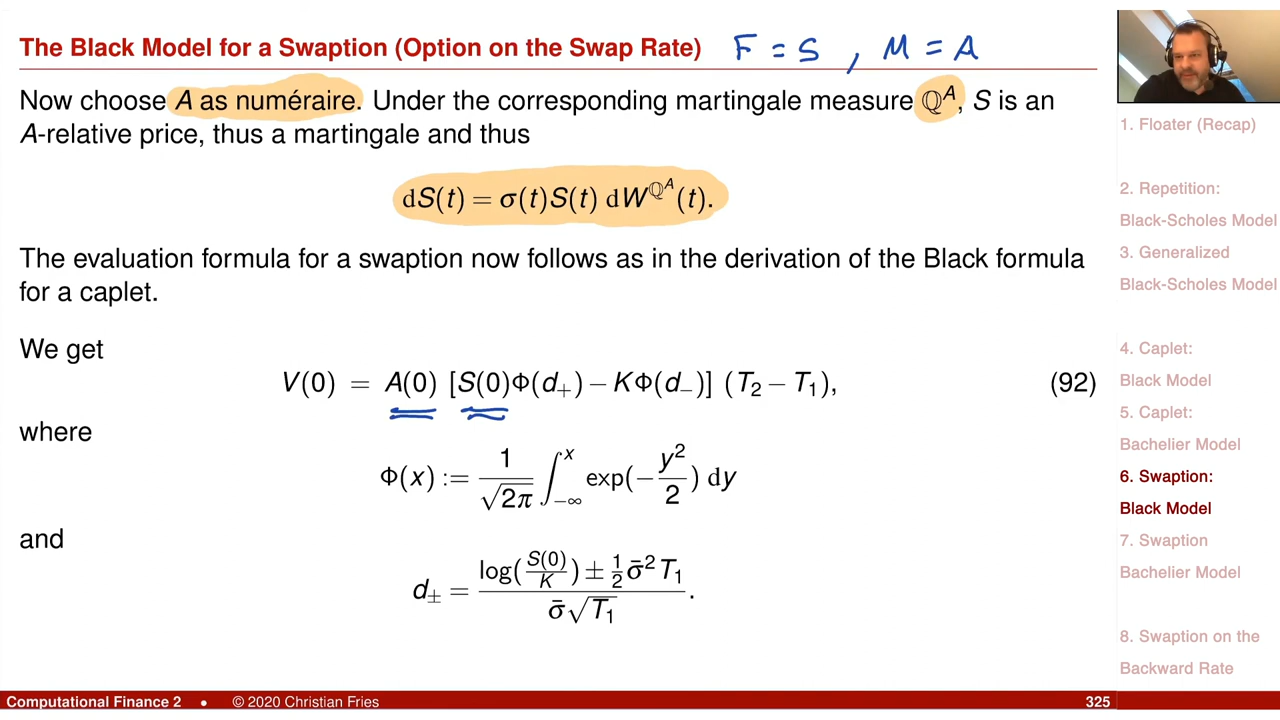 The Black Model for a Swaption (Option on the Swap Rate) F = S , M = A
Now choose A as numéraire. Under the corresponding martingale measure ℚᴬ, S is an
A-relative price, thus a martingale and thus
dS(t) = σ(t)S(t) dW^{ℚ^A}(t).
The evaluation formula for a swaption now follows as in the derivation of the Black formula
for a caplet.
We get
V(0) = A(0) [S(0)Φ(d₊) − KΦ(d₋)] (T₂ − T₁), (92)
where
Φ(x) := 1/√(2π) ∫_{−∞}^{x} exp(−y²/2) dy
and
d± = (log(S(0)/K) ± ½ σ̄² T₁) / (σ̄√T₁).
1. Floater (Recap)
2. Repetition:
Black-Scholes Model
3. Generalized
Black-Scholes Model
4. Caplet:
Black Model
5. Caplet:
Bachelier Model
6. Swaption:
Black Model
7. Swaption
Bachelier Model
8. Swaption on the
Backward Rate
Computational Finance 2 • © 2020 Christian Fries 325